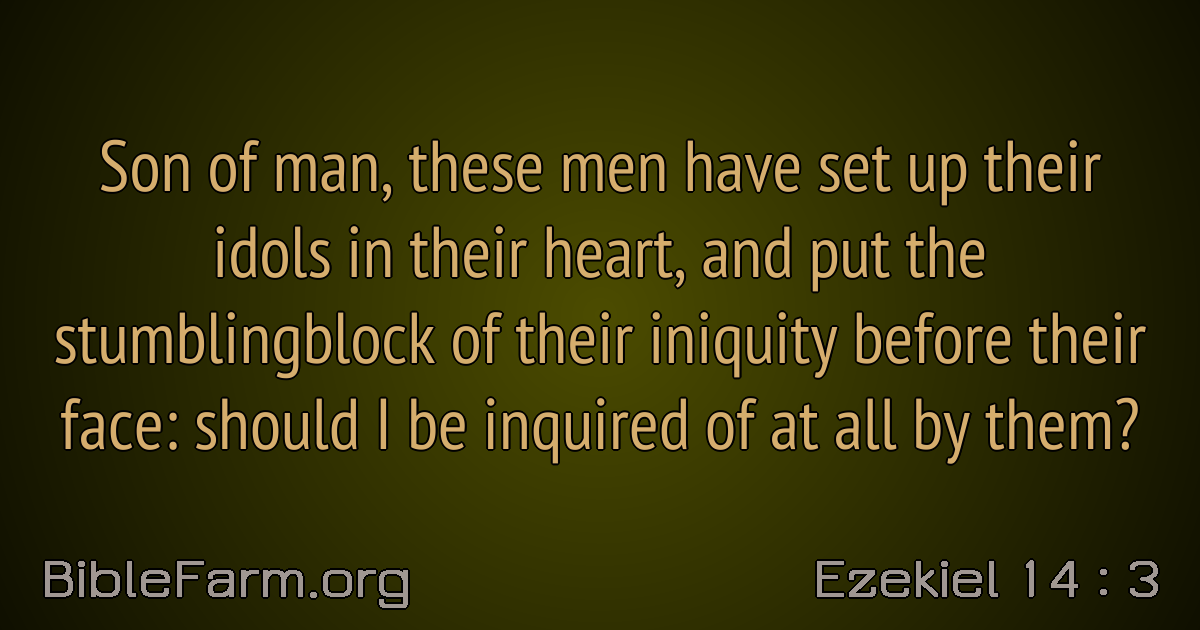 Son of man, these men have set up their
idols in their heart, and put the
stumblingblock of their iniquity before their
face: should I be inquired of at all by them?
BibleFarm.org
Ezekiel 14 : 3